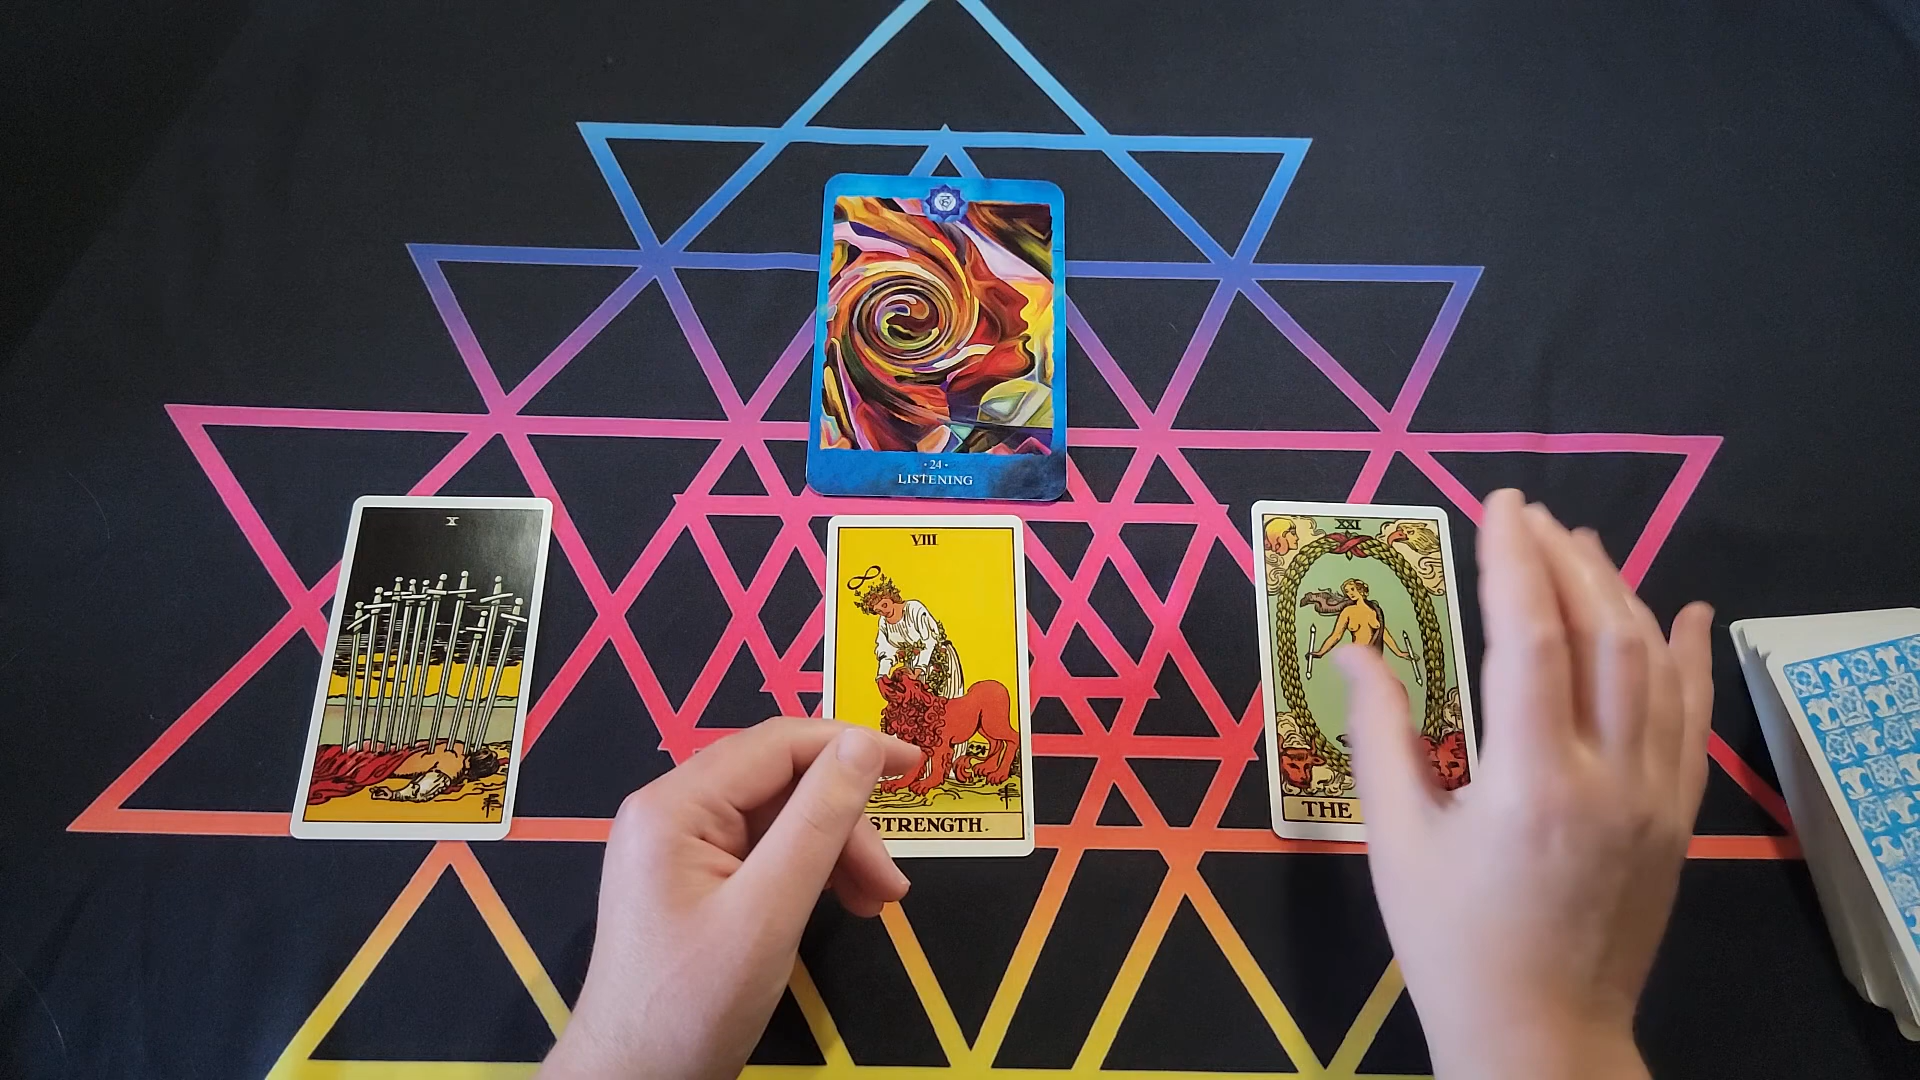 · 24 ·
LISTENING
X
VIII
STRENGTH.
XXI
THE